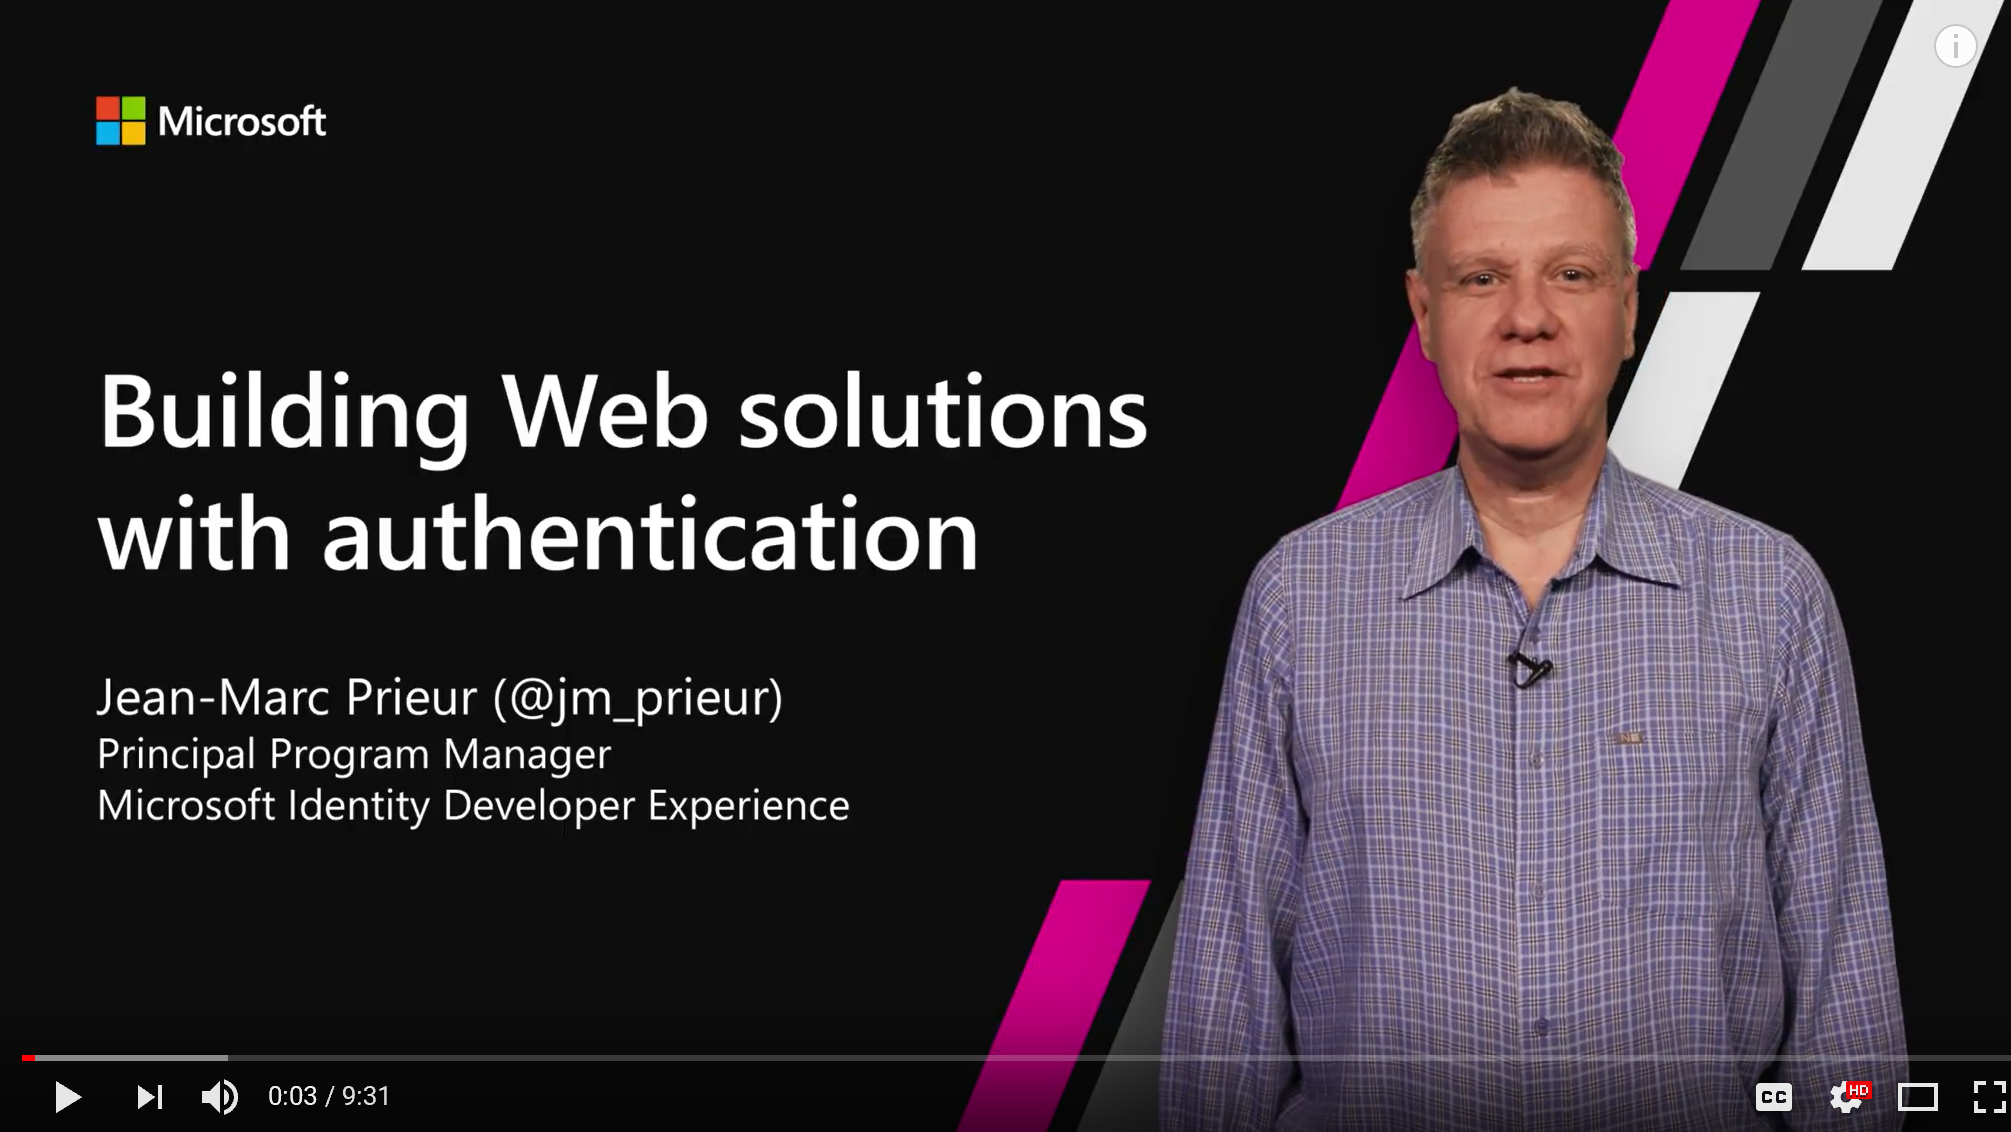 Microsoft
Building Web solutions
with authentication
Jean-Marc Prieur (@jm_prieur)
Principal Program Manager
Microsoft Identity Developer Experience
0:03 / 9:31
CC
HD